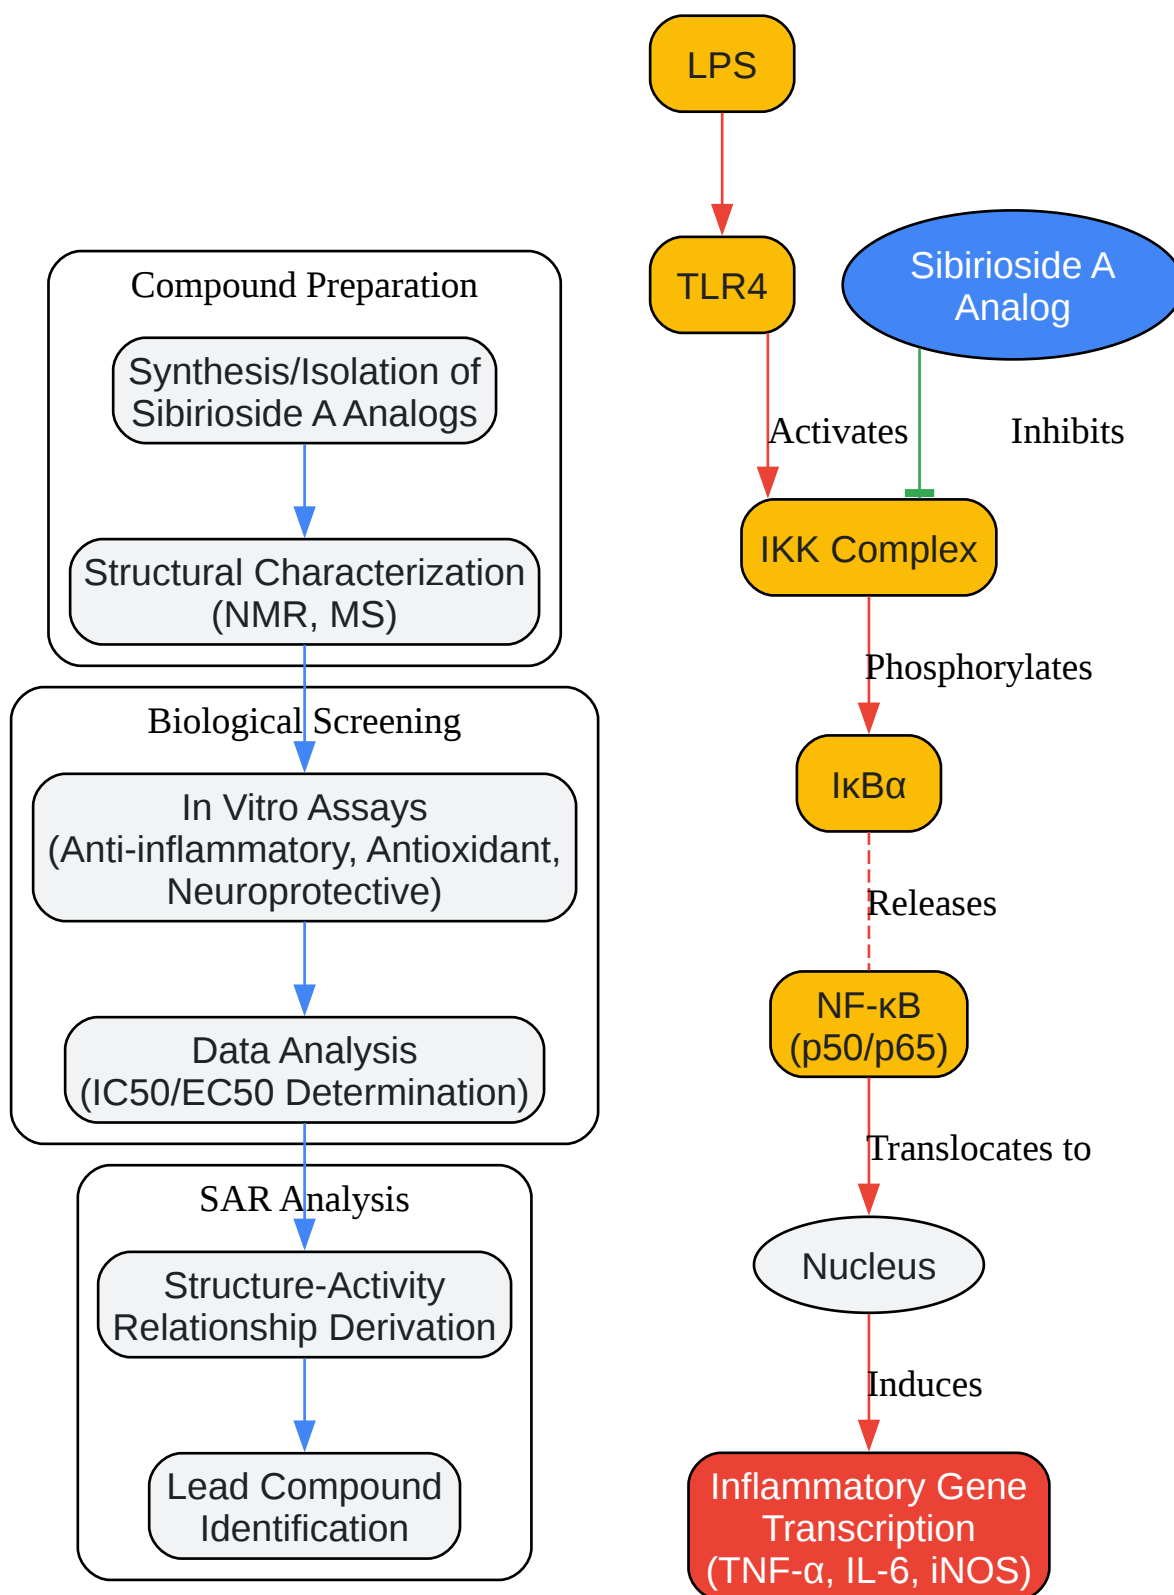 Compound Preparation
Synthesis/Isolation of
Sibirioside A Analogs
Structural Characterization
(NMR, MS)
Biological Screening
In Vitro Assays
(Anti-inflammatory, Antioxidant,
Neuroprotective)
Data Analysis
(IC50/EC50 Determination)
SAR Analysis
Structure-Activity
Relationship Derivation
Lead Compound
Identification
LPS
TLR4
Sibirioside A
Analog
Activates
Inhibits
IKK Complex
Phosphorylates
IκBα
Releases
NF-κB
(p50/p65)
Translocates to
Nucleus
Induces
Inflammatory Gene
Transcription
(TNF-α, IL-6, iNOS)